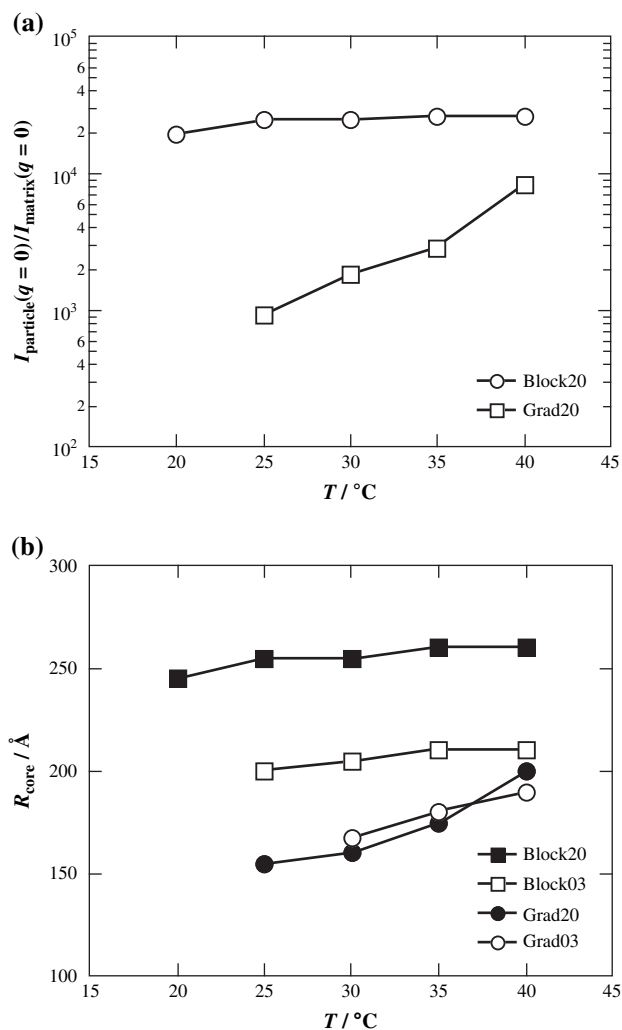 (a)
10^5
6
4
2
10^4
6
4
2
10^3
6
4
2
10^2
I_particle(q = 0)/I_matrix(q = 0)
Block20
Grad20
15 20 25 30 35 40 45
T / °C
(b)
300
250
200
150
100
R_core / Å
Block20
Block03
Grad20
Grad03
15 20 25 30 35 40 45
T / °C